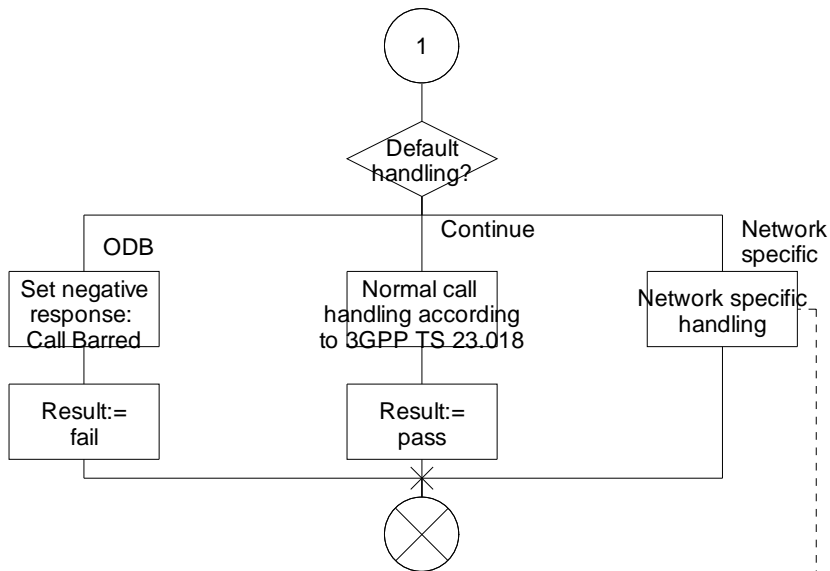 1
Default
handling?
ODB
Continue
Network
specific
Set negative
response:
Call Barred
Normal call
handling according
to 3GPP TS 23.018
Network specific
handling
Result:=
fail
Result:=
pass